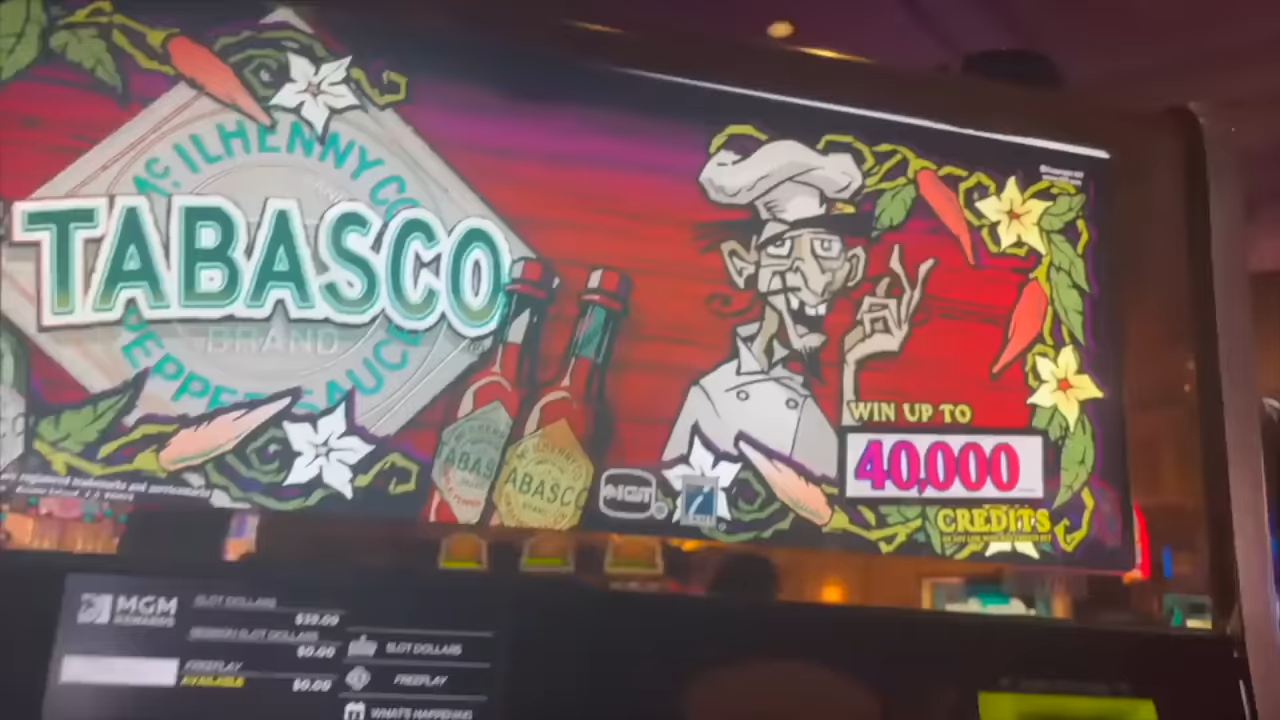 McILHENNY CO.
TABASCO
BRAND
PEPPER SAUCE
TABASCO
WIN UP TO
40,000
CREDITS
IGT
MGM
REWARDS
SLOT DOLLARS
$39.00
SESSION SLOT DOLLARS
$0.00
FREEPLAY
AVAILABLE
$0.00
SLOT DOLLARS
FREEPLAY
WHAT'S HAPPENING